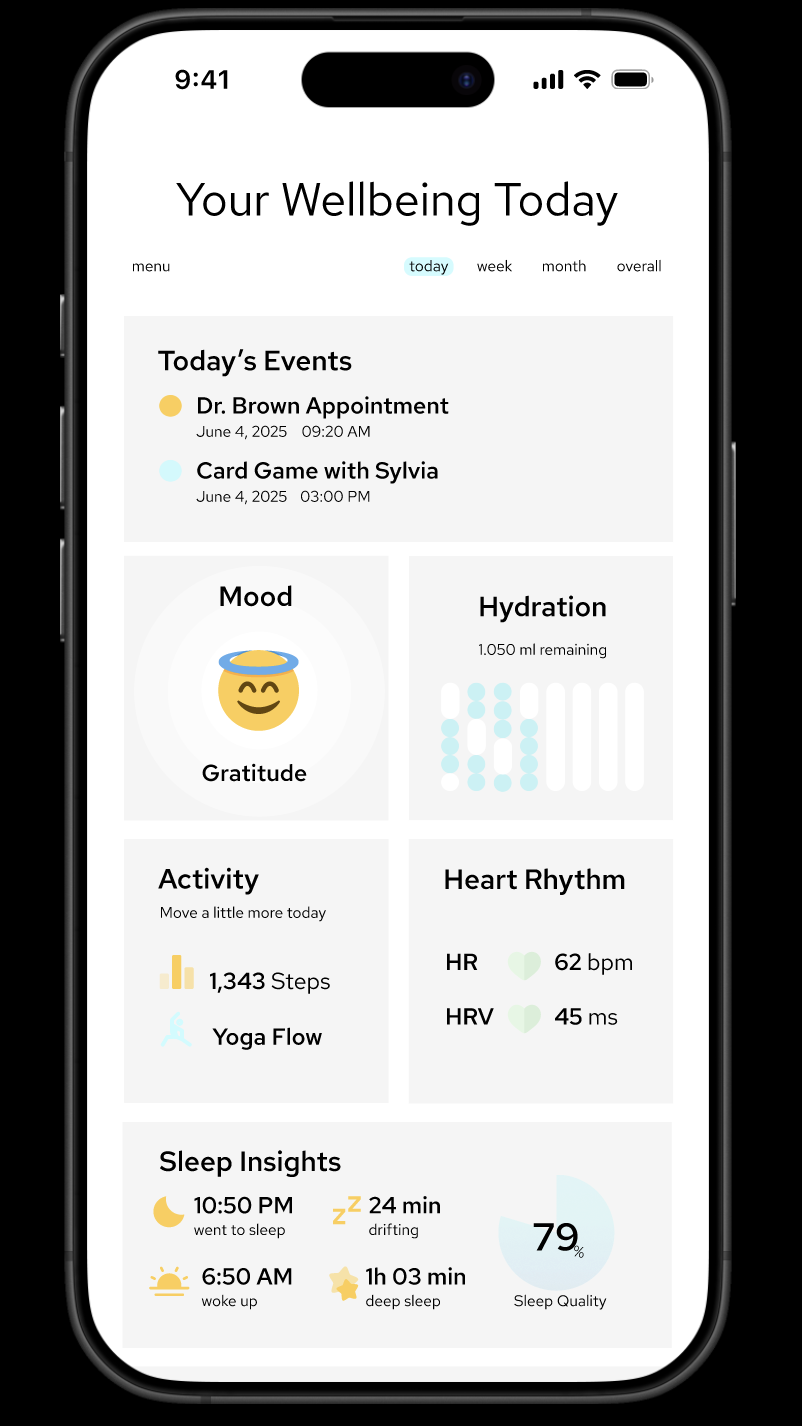 9:41
Your Wellbeing Today
menu today week month overall
Today’s Events
Dr. Brown Appointment
June 4, 2025 09:20 AM
Card Game with Sylvia
June 4, 2025 03:00 PM
Mood
Gratitude
Hydration
1.050 ml remaining
Activity
Move a little more today
1,343 Steps
Yoga Flow
Heart Rhythm
HR 62 bpm
HRV 45 ms
Sleep Insights
10:50 PM
went to sleep
zz
24 min
drifting
6:50 AM
woke up
1h 03 min
deep sleep
79%
Sleep Quality